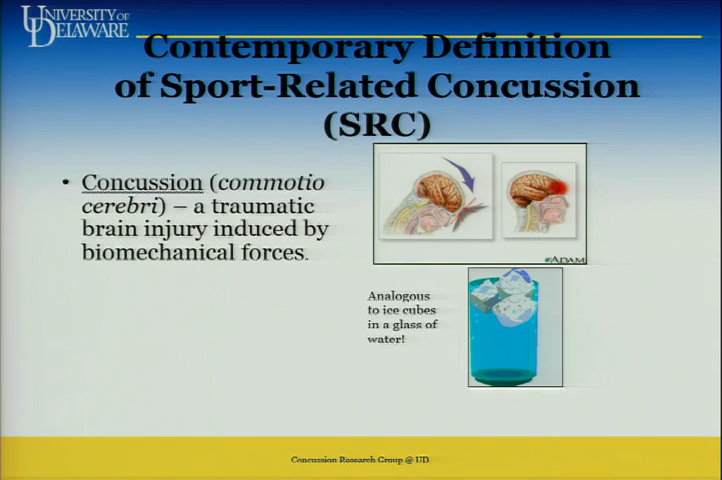 UNIVERSITY OF
DELAWARE
Contemporary Definition
of Sport-Related Concussion
(SRC)
• Concussion (commotio
cerebri) – a traumatic
brain injury induced by
biomechanical forces.
ADAM
Analogous
to ice cubes
in a glass of
water!
Concussion Research Group @ UD